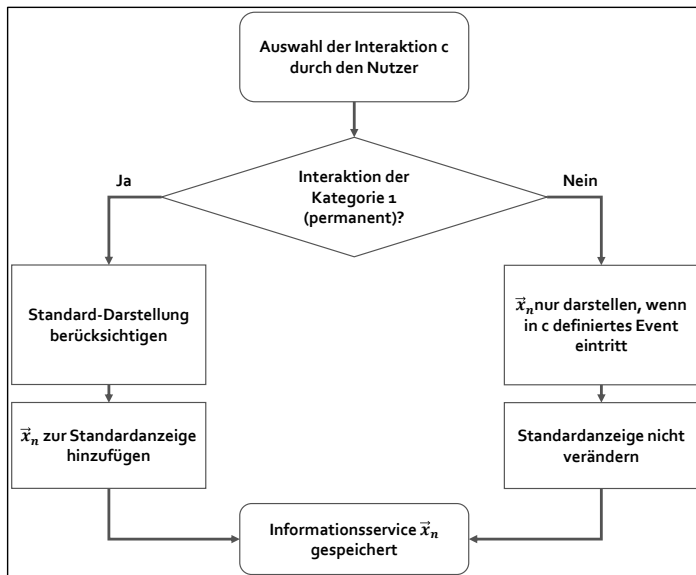 Auswahl der Interaktion c
durch den Nutzer
Ja
Interaktion der
Kategorie 1
(permanent)?
Nein
Standard-Darstellung
berücksichtigen
x⃗ₙ nur darstellen, wenn
in c definiertes Event
eintritt
x⃗ₙ zur Standardanzeige
hinzufügen
Standardanzeige nicht
verändern
Informationsservice x⃗ₙ
gespeichert